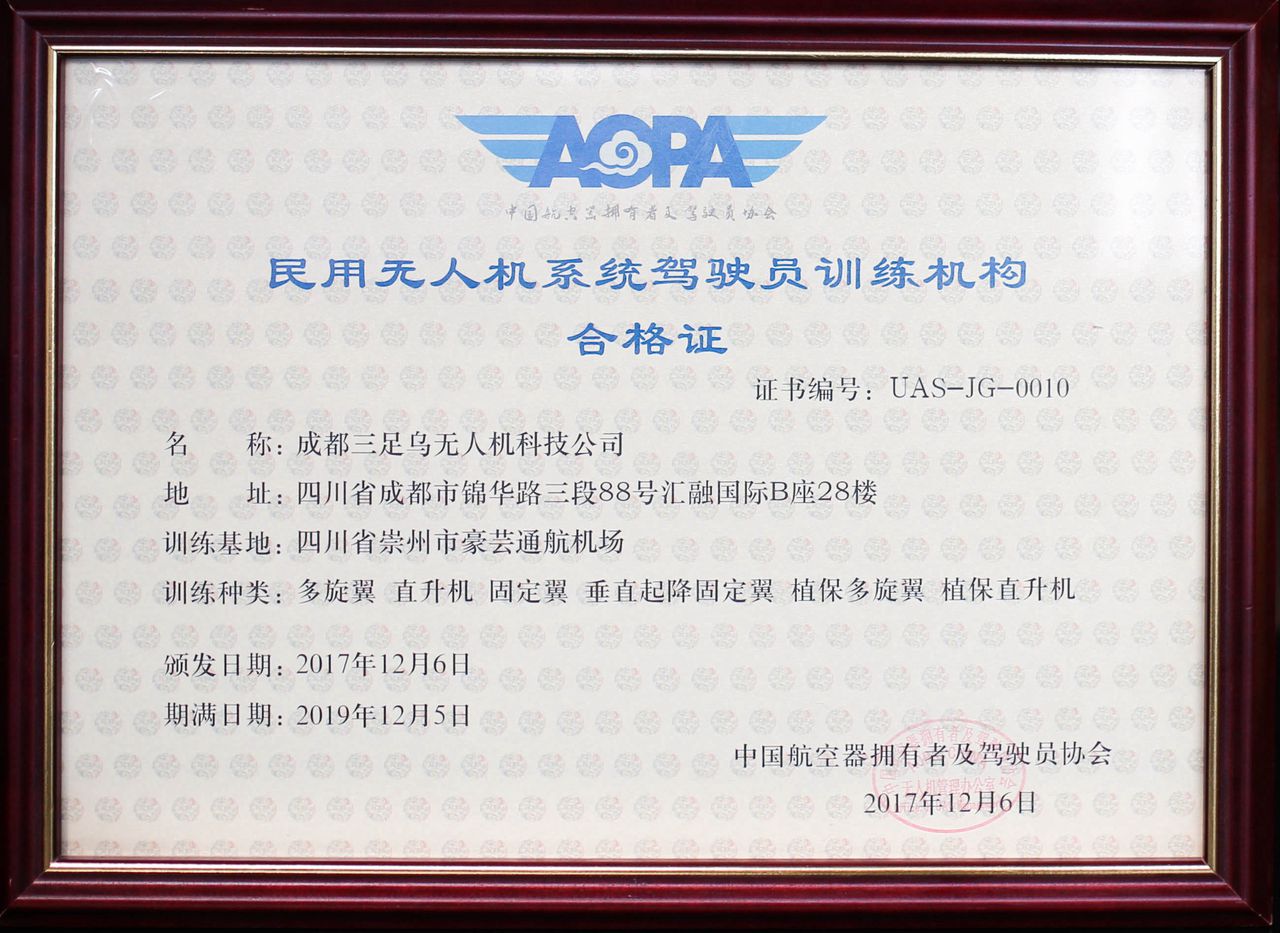 AOPA
中国航空器拥有者及驾驶员协会
民用无人机系统驾驶员训练机构
合格证
证书编号：UAS-JG-0010
名 称：成都三足乌无人机科技公司
地 址：四川省成都市锦华路三段88号汇融国际B座28楼
训练基地：四川省崇州市豪芸通航机场
训练种类：多旋翼 直升机 固定翼 垂直起降固定翼 植保多旋翼 植保直升机
颁发日期：2017年12月6日
期满日期：2019年12月5日
中国航空器拥有者及驾驶员协会
无人机管理办公室
2017年12月6日